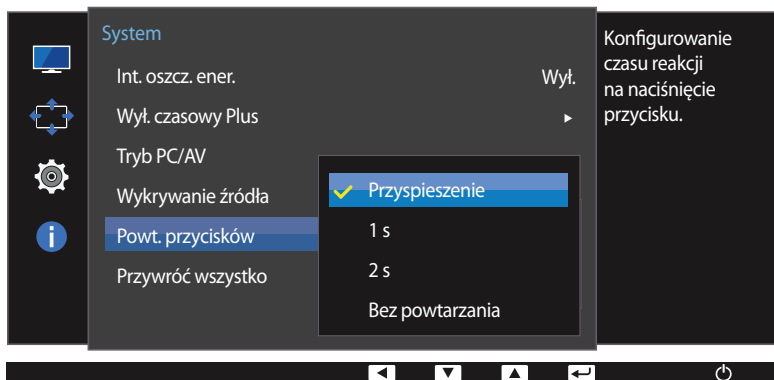 System
Int. oszcz. ener.
Wył.
Wył. czasowy Plus
Tryb PC/AV
Wykrywanie źródła
Powt. przycisków
Przywróć wszystko
Przyspieszenie
1 s
2 s
Bez powtarzania
Konfigurowanie
czasu reakcji
na naciśnięcie
przycisku.